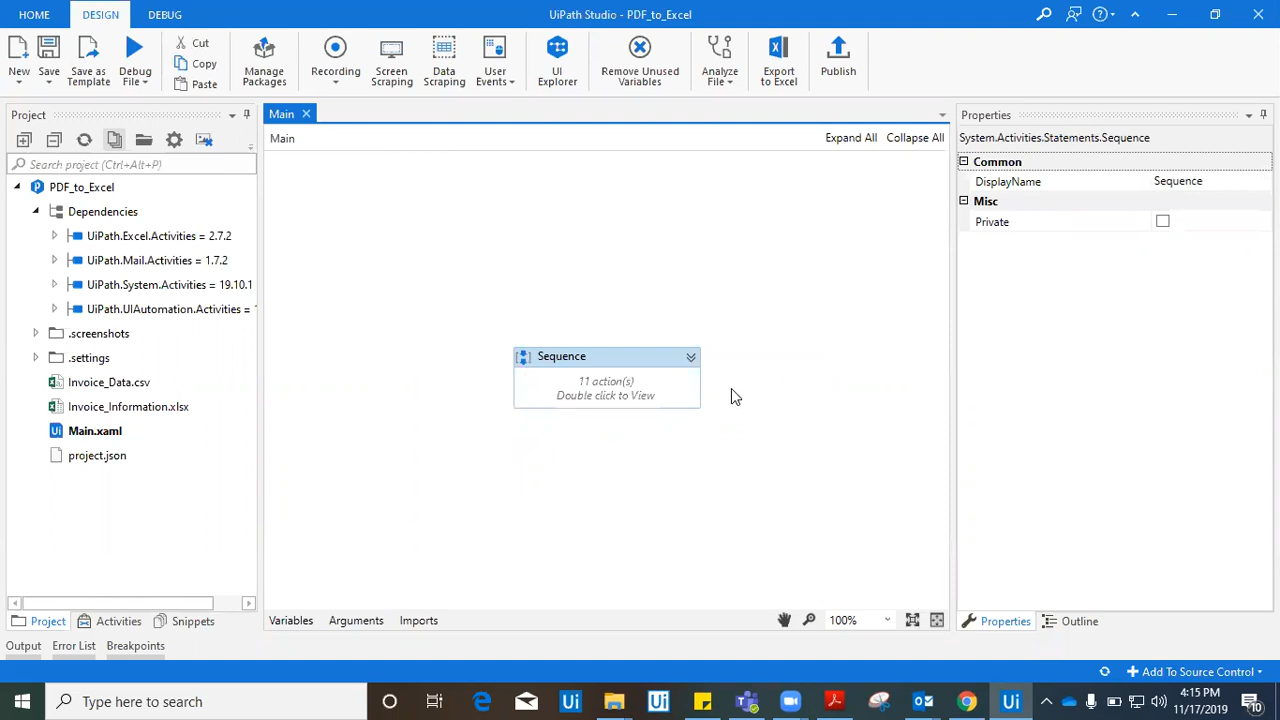 HOME
DESIGN
DEBUG
UiPath Studio - PDF_to_Excel
New
Save
Save as Template
Debug File
Cut
Copy
Paste
Manage Packages
Recording
Screen Scraping
Data Scraping
User Events
UI Explorer
Remove Unused Variables
Analyze File
Export to Excel
Publish
Project
Search project (Ctrl+Alt+P)
PDF_to_Excel
Dependencies
UiPath.Excel.Activities = 2.7.2
UiPath.Mail.Activities = 1.7.2
UiPath.System.Activities = 19.10.1
UiPath.UIAutomation.Activities =
.screenshots
.settings
Invoice_Data.csv
Invoice_Information.xlsx
Main.xaml
project.json
Project
Activities
Snippets
Main
Main
Expand All
Collapse All
Sequence
11 action(s)
Double click to View
Variables
Arguments
Imports
100%
Properties
System.Activities.Statements.Sequence
Common
DisplayName
Sequence
Misc
Private
Properties
Outline
Output
Error List
Breakpoints
Add To Source Control
Type here to search
4:15 PM
11/17/2019
10